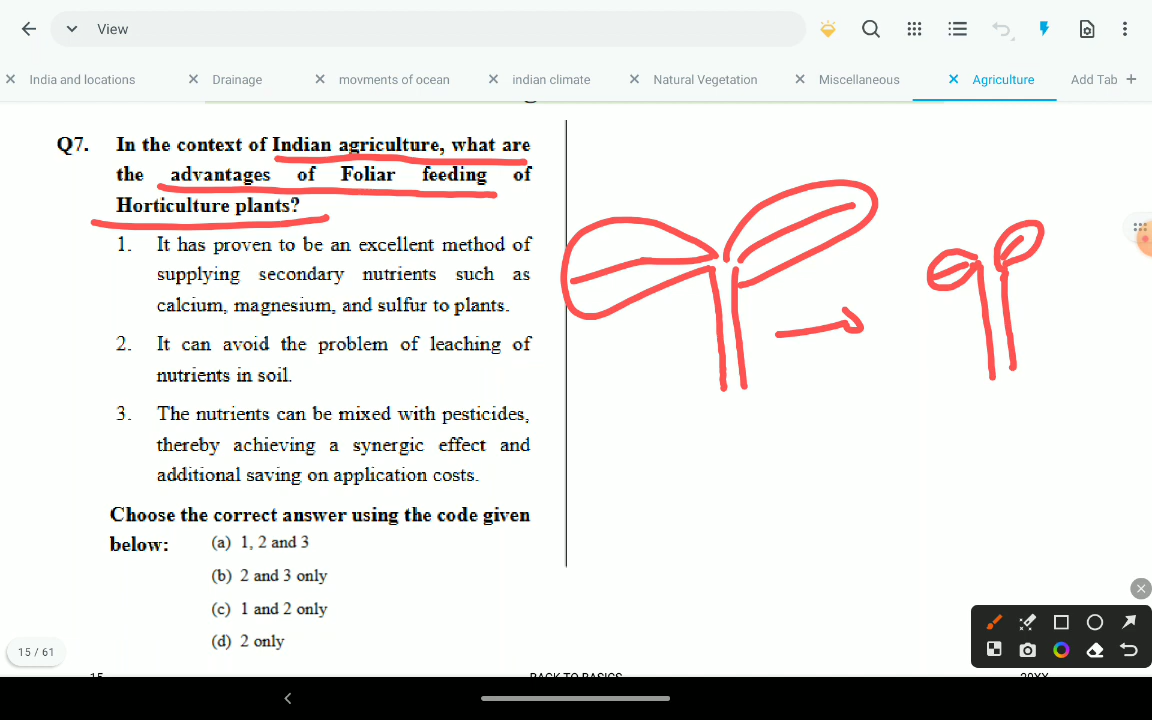 View
India and locations
Drainage
movments of ocean
indian climate
Natural Vegetation
Miscellaneous
Agriculture
Add Tab +
Q7. In the context of Indian agriculture, what are
the advantages of Foliar feeding of
Horticulture plants?
1. It has proven to be an excellent method of
supplying secondary nutrients such as
calcium, magnesium, and sulfur to plants.
2. It can avoid the problem of leaching of
nutrients in soil.
3. The nutrients can be mixed with pesticides,
thereby achieving a synergic effect and
additional saving on application costs.
Choose the correct answer using the code given
below:
(a) 1, 2 and 3
(b) 2 and 3 only
(c) 1 and 2 only
(d) 2 only
15 / 61
15 BACK TO BASICS 20XX